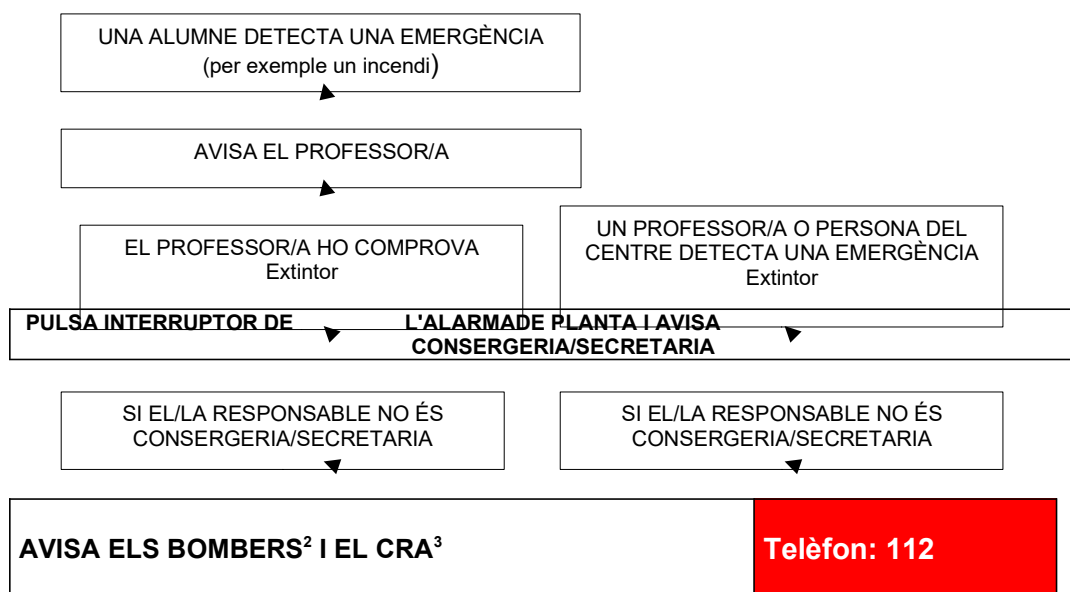 UNA ALUMNE DETECTA UNA EMERGÈNCIA
(per exemple un incendi)
AVISA EL PROFESSOR/A
EL PROFESSOR/A HO COMPROVA
Extintor
UN PROFESSOR/A O PERSONA DEL
CENTRE DETECTA UNA EMERGÈNCIA
Extintor
PULSA INTERRUPTOR DE L'ALARMADE PLANTA I AVISA
CONSERGERIA/SECRETARIA
SI EL/LA RESPONSABLE NO ÉS
CONSERGERIA/SECRETARIA
SI EL/LA RESPONSABLE NO ÉS
CONSERGERIA/SECRETARIA
AVISA ELS BOMBERS² I EL CRA³
Telèfon: 112